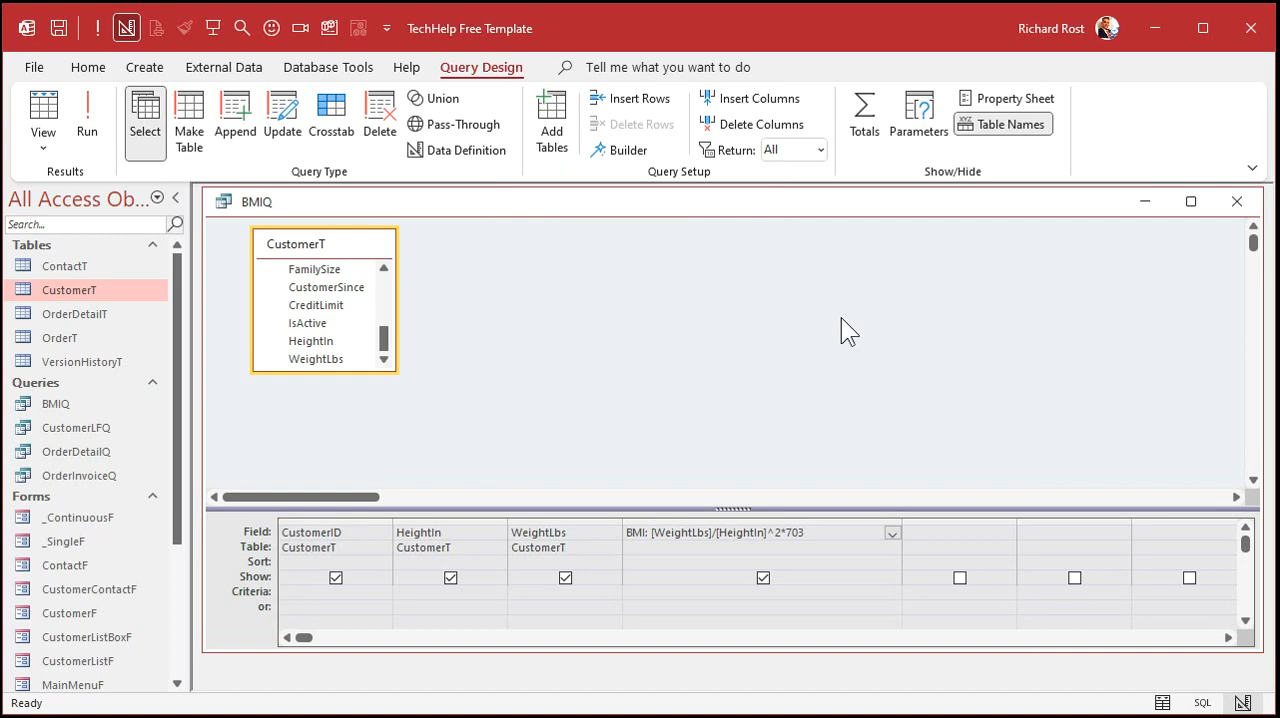 TechHelp Free Template
Richard Rost
File Home Create External Data Database Tools Help Query Design Tell me what you want to do
View
Run
Select
Make Table
Append
Update
Crosstab
Delete
Union
Pass-Through
Data Definition
Add Tables
Insert Rows
Delete Rows
Builder
Insert Columns
Delete Columns
Return: All
Totals
Parameters
Property Sheet
XYZ Table Names
Results
Query Type
Query Setup
Show/Hide
All Access Ob...
Search...
Tables
ContactT
CustomerT
OrderDetailT
OrderT
VersionHistoryT
Queries
BMIQ
CustomerLFQ
OrderDetailQ
OrderInvoiceQ
Forms
_ContinuousF
_SingleF
ContactF
CustomerContactF
CustomerF
CustomerListBoxF
CustomerListF
MainMenuF
BMIQ
CustomerT
FamilySize
CustomerSince
CreditLimit
IsActive
HeightIn
WeightLbs
Field: CustomerID HeightIn WeightLbs BMI: [WeightLbs]/[HeightIn]^2*703
Table: CustomerT CustomerT CustomerT
Sort:
Show:
Criteria:
or:
Ready
SQL